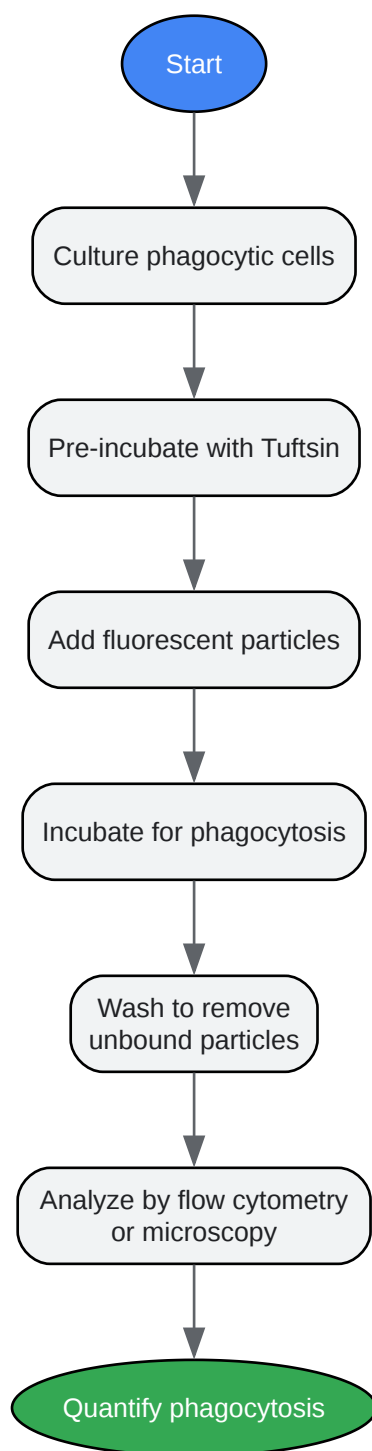 Start
Culture phagocytic cells
Pre-incubate with Tuftsin
Add fluorescent particles
Incubate for phagocytosis
Wash to remove
unbound particles
Analyze by flow cytometry
or microscopy
Quantify phagocytosis